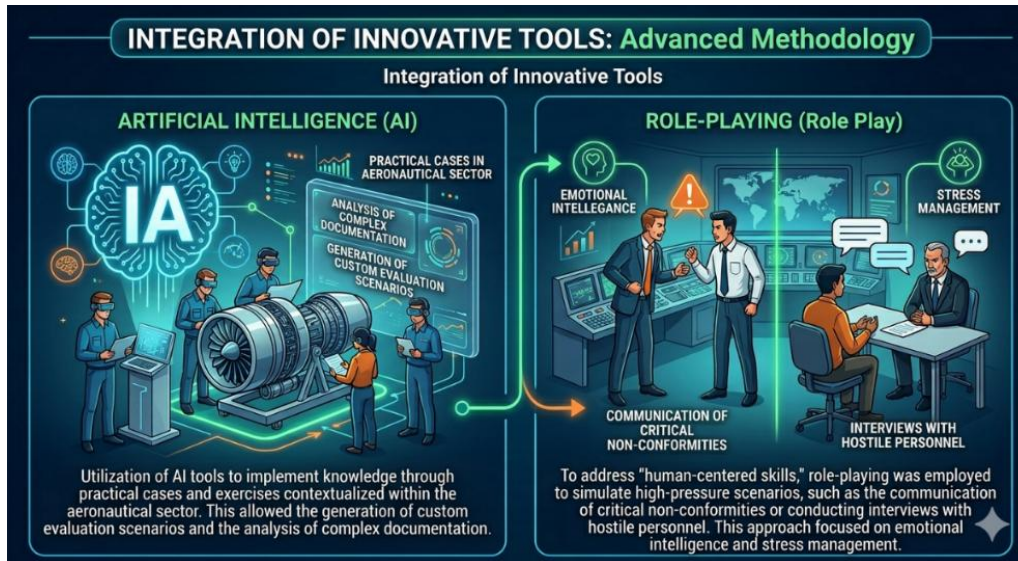 INTEGRATION OF INNOVATIVE TOOLS: Advanced Methodology
Integration of Innovative Tools
ARTIFICIAL INTELLIGENCE (AI)
IA
PRACTICAL CASES IN
AERONAUTICAL SECTOR
ANALYSIS OF
COMPLEX
DOCUMENTATION
GENERATION OF
CUSTOM EVALUATION
SCENARIOS
Utilization of AI tools to implement knowledge through
practical cases and exercises contextualized within the
aeronautical sector. This allowed the generation of custom
evaluation scenarios and the analysis of complex documentation.
ROLE-PLAYING (Role Play)
EMOTIONAL
INTELLEGANCE
STRESS
MANAGEMENT
COMMUNICATION OF
CRITICAL
NON-CONFORMITIES
INTERVIEWS WITH
HOSTILE PERSONNEL
To address "human-centered skills," role-playing was employed
to simulate high-pressure scenarios, such as the communication
of critical non-conformities or conducting interviews with
hostile personnel. This approach focused on emotional
intelligence and stress management.